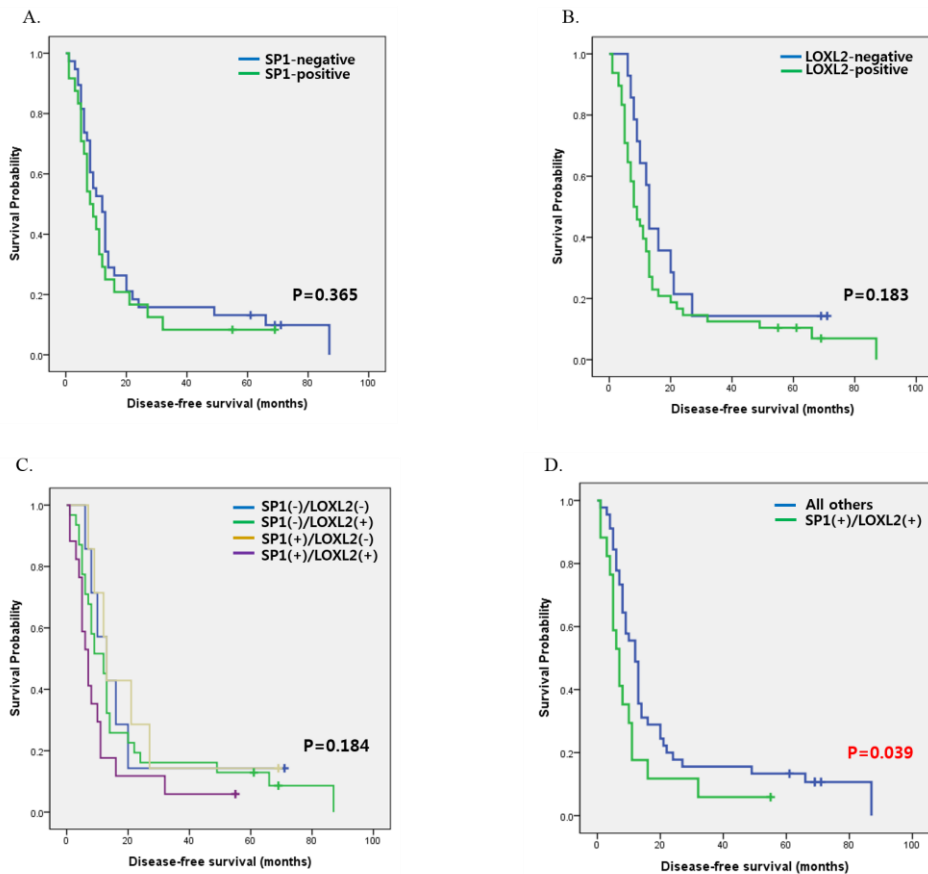 A.
SP1-negative
SP1-positive
1.0
0.8
0.6
0.4
0.2
0.0
Survival Probability
P=0.365
0 20 40 60 80 100
Disease-free survival (months)
B.
LOXL2-negative
LOXL2-positive
1.0
0.8
0.6
0.4
0.2
0.0
Survival Probability
P=0.183
0 20 40 60 80 100
Disease-free survival (months)
C.
SP1(-)/LOXL2(-)
SP1(-)/LOXL2(+)
SP1(+)/LOXL2(-)
SP1(+)/LOXL2(+)
1.0
0.8
0.6
0.4
0.2
0.0
Survival Probability
P=0.184
0 20 40 60 80 100
Disease-free survival (months)
D.
All others
SP1(+)/LOXL2(+)
1.0
0.8
0.6
0.4
0.2
0.0
Survival Probability
P=0.039
0 20 40 60 80 100
Disease-free survival (months)